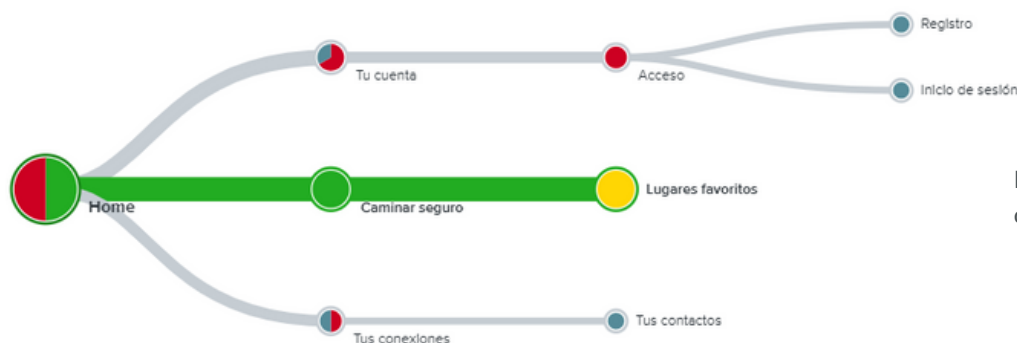 Registro
Tu cuenta
Acceso
Inicio de sesión
Home
Caminar seguro
Lugares favoritos
Tus conexiones
Tus contactos